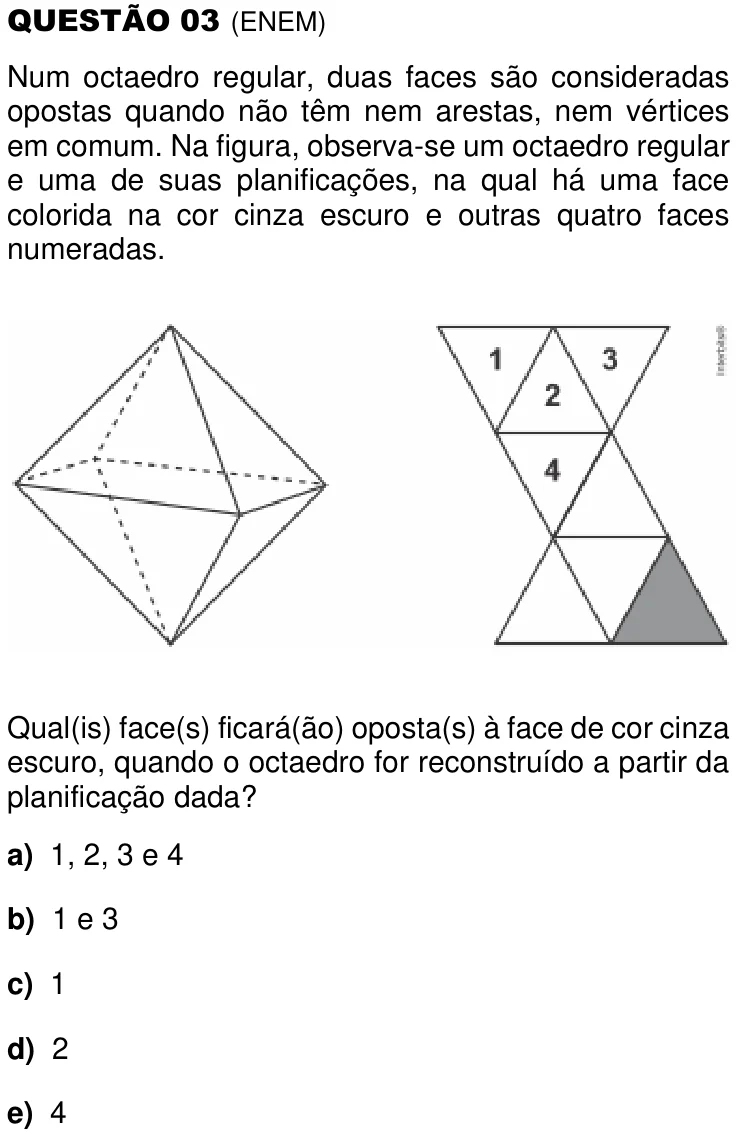 QUESTÃO 03 (ENEM)
Num octaedro regular, duas faces são consideradas
opostas quando não têm nem arestas, nem vértices
em comum. Na figura, observa-se um octaedro regular
e uma de suas planificações, na qual há uma face
colorida na cor cinza escuro e outras quatro faces
numeradas.
1
3
2
4
Interbits®
Qual(is) face(s) ficará(ão) oposta(s) à face de cor cinza
escuro, quando o octaedro for reconstruído a partir da
planificação dada?
a) 1, 2, 3 e 4
b) 1 e 3
c) 1
d) 2
e) 4